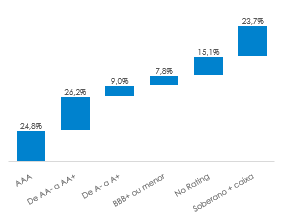 24,8%
26,2%
9,0%
7,8%
15,1%
23,7%
AAA
De AA- a AA+
De A- a A+
BBB+ ou menor
No Rating
Soberano + caixa